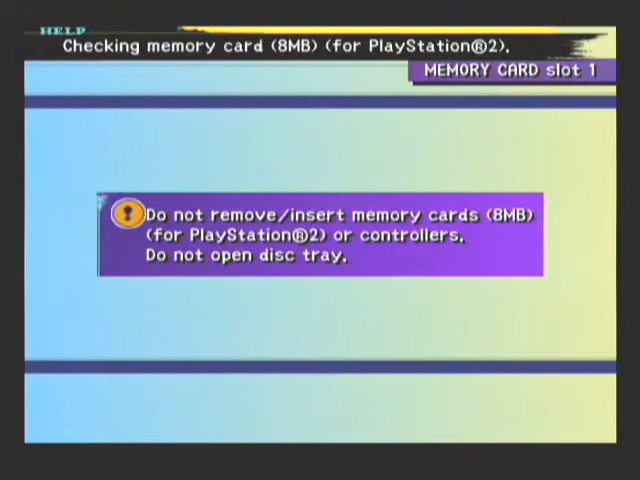 HELP
Checking memory card (8MB) (for PlayStation®2).
MEMORY CARD slot 1
Do not remove/insert memory cards (8MB)
(for PlayStation®2) or controllers.
Do not open disc tray.